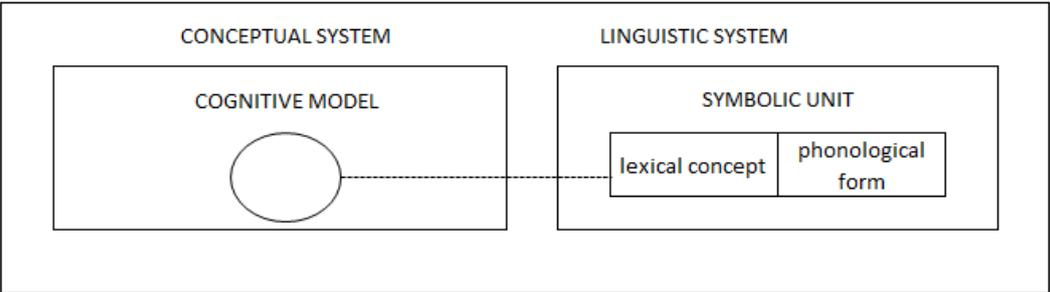 CONCEPTUAL SYSTEM
LINGUISTIC SYSTEM
COGNITIVE MODEL
SYMBOLIC UNIT
lexical concept
phonological
form